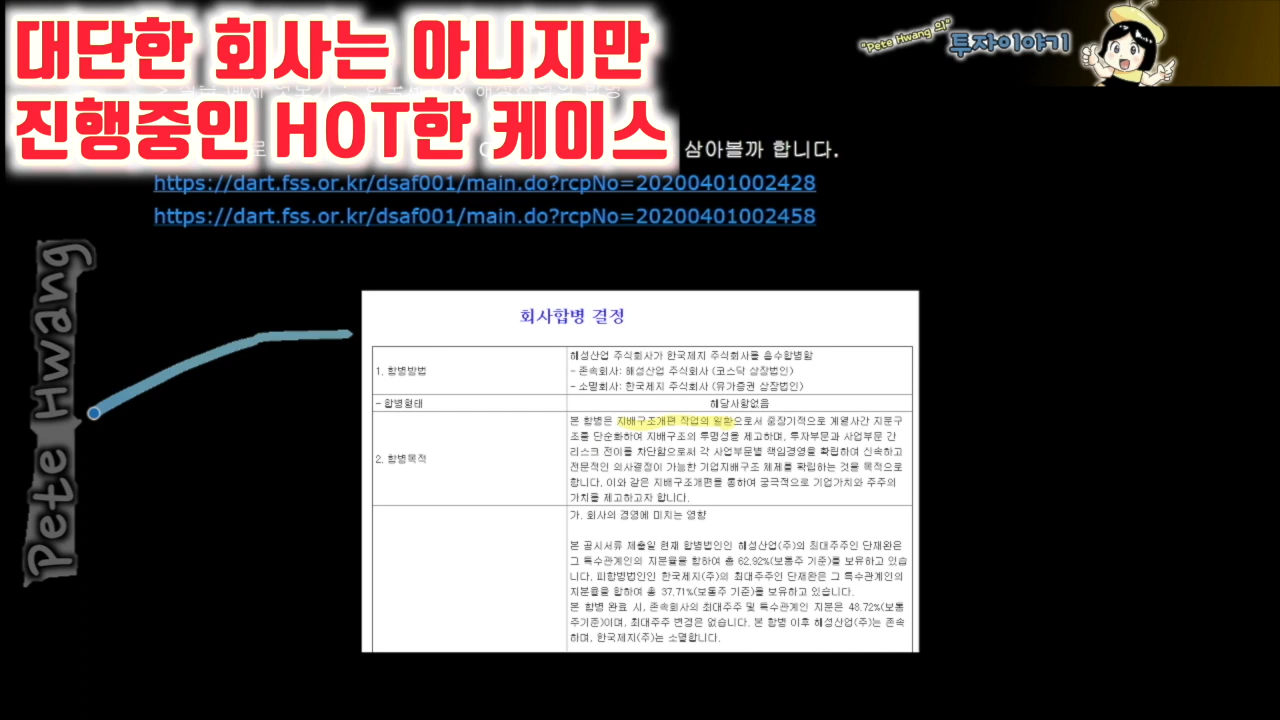 대단한 회사는 아니지만
진행중인 HOT한 케이스
"Pete Hwang 의"
투자이야기
삼아볼까 합니다.
https://dart.fss.or.kr/dsaf001/main.do?rcpNo=20200401002428
https://dart.fss.or.kr/dsaf001/main.do?rcpNo=20200401002458
Pete Hwang
회사합병 결정
1. 합병방법
해성산업 주식회사가 한국제지 주식회사를 흡수합병함
- 존속회사: 해성산업 주식회사 (코스닥 상장법인)
- 소멸회사: 한국제지 주식회사 (유가증권 상장법인)
- 합병형태
해당사항없음
2. 합병목적
본 합병은 지배구조개편 작업의 일환으로서 중장기적으로 계열사간 지분구
조를 단순화하여 지배구조의 투명성을 제고하며, 투자부문과 사업부문 간
리스크 전이를 차단함으로써 각 사업부문별 책임경영을 확립하여 신속하고
전문적인 의사결정이 가능한 기업지배구조 체제를 확립하는 것을 목적으로
합니다. 이와 같은 지배구조개편을 통하여 궁극적으로 기업가치와 주주의
가치를 제고하고자 합니다.
가. 회사의 경영에 미치는 영향
본 공시서류 제출일 현재 합병법인인 해성산업(주)의 최대주주인 단재완은
그 특수관계인의 지분율을 합하여 총 62.92%(보통주 기준)를 보유하고 있습
니다. 피합병법인인 한국제지(주)의 최대주주인 단재완은 그 특수관계인의
지분율을 합하여 총 37.71%(보통주 기준)를 보유하고 있습니다.
본 합병 완료 시, 존속회사의 최대주주 및 특수관계인 지분은 48.72%(보통
주기준)이며, 최대주주 변경은 없습니다. 본 합병 이후 해성산업(주)는 존속
하며, 한국제지(주)는 소멸합니다.